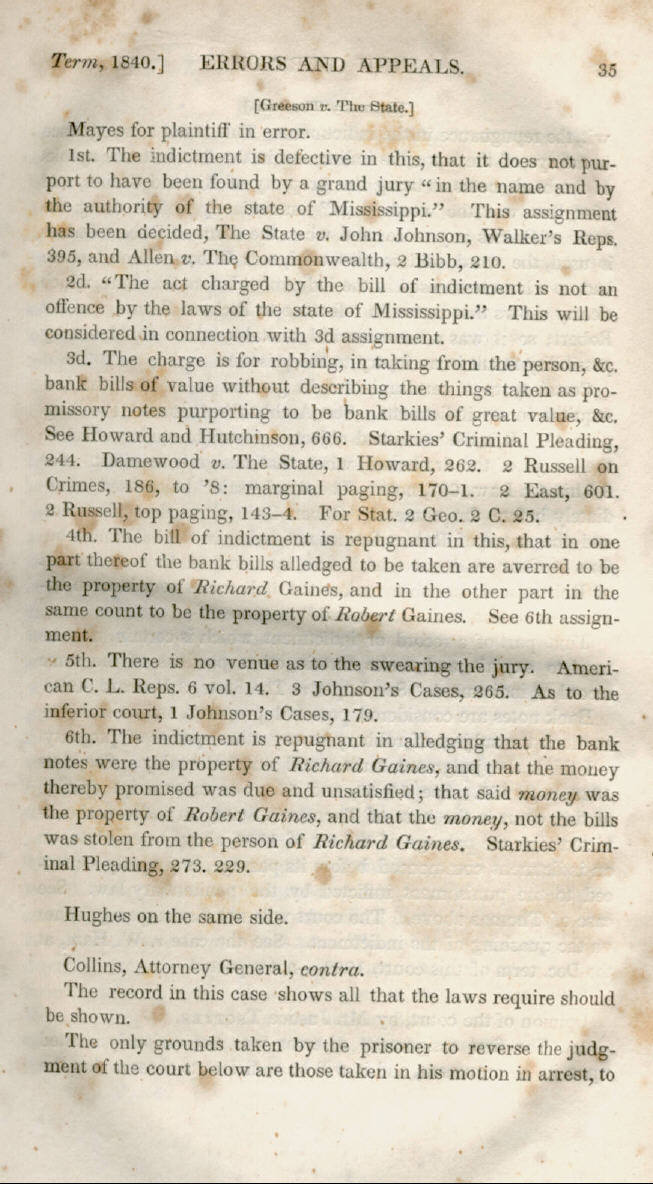 Term, 1840.] ERRORS AND APPEALS. 35
[Greeson v. The State.]
Mayes for plaintiff in error.
1st. The indictment is defective in this, that it does not pur-
port to have been found by a grand jury "in the name and by
the authority of the state of Mississippi." This assignment
has been decided, The State v. John Johnson, Walker's Reps.
395, and Allen v. The Commonwealth, 2 Bibb, 210.
2d. "The act charged by the bill of indictment is not an
offence by the laws of the state of Mississippi." This will be
considered in connection with 3d assignment.
3d. The charge is for robbing, in taking from the person, &c.
bank bills of value without describing the things taken as pro-
missory notes purporting to be bank bills of great value, &c.
See Howard and Hutchinson, 666. Starkies' Criminal Pleading,
244. Damewood v. The State, 1 Howard, 262. 2 Russell on
Crimes, 186, to '8: marginal paging, 170-1. 2 East, 601.
2 Russell, top paging, 143-4. For Stat. 2 Geo. 2 C. 25.
4th. The bill of indictment is repugnant in this, that in one
part thereof the bank bills alledged to be taken are averred to be
the property of Richard Gaines, and in the other part in the
same count to be the property of Robert Gaines. See 6th assign-
ment.
5th. There is no venue as to the swearing the jury. Ameri-
can C. L. Reps. 6 vol. 14. 3 Johnson's Cases, 265. As to the
inferior court, 1 Johnson's Cases, 179.
6th. The indictment is repugnant in alledging that the bank
notes were the property of Richard Gaines, and that the money
thereby promised was due and unsatisfied; that said money was
the property of Robert Gaines, and that the money, not the bills
was stolen from the person of Richard Gaines. Starkies' Crim-
inal Pleading, 273. 229.
Hughes on the same side.
Collins, Attorney General, contra.
The record in this case shows all that the laws require should
be shown.
The only grounds taken by the prisoner to reverse the judg-
ment of the court below are those taken in his motion in arrest, to